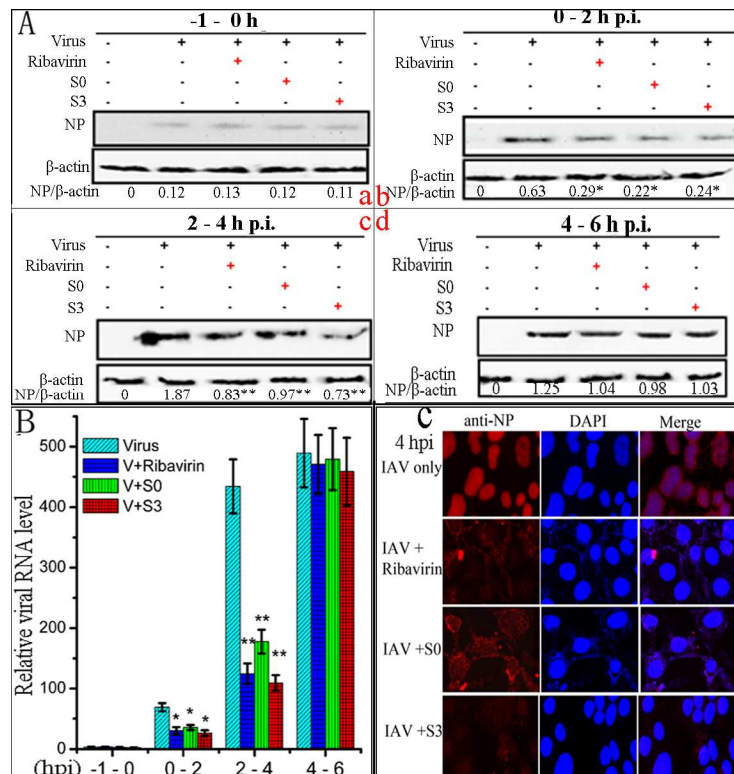 A
-1 - 0 h
Virus - + + + +
Ribavirin - - + - -
S0 - - - + -
S3 - - - - +
NP
β-actin
NP/β-actin 0 0.12 0.13 0.12 0.11
a
0 - 2 h p.i.
Virus - + + + +
Ribavirin - - + - -
S0 - - - + -
S3 - - - - +
NP
β-actin
NP/β-actin 0 0.63 0.29* 0.22* 0.24*
b
2 - 4 h p.i.
c
Virus - + + + +
Ribavirin - - + - -
S0 - - - + -
S3 - - - - +
NP
β-actin
NP/β-actin 0 1.87 0.83** 0.97** 0.73**
d
4 - 6 h p.i.
Virus - + + + +
Ribavirin - - + - -
S0 - - - + -
S3 - - - - +
NP
β-actin
NP/β-actin 0 1.25 1.04 0.98 1.03
B
Relative viral RNA level
500
450
400
350
300
250
200
150
100
50
0
Virus
V+Ribavirin
V+S0
V+S3
* * *
** ** **
(hpi) -1 - 0 0 - 2 2 - 4 4 - 6
c
anti-NP DAPI Merge
4 hpi
IAV only
IAV +
Ribavirin
IAV +S0
IAV +S3